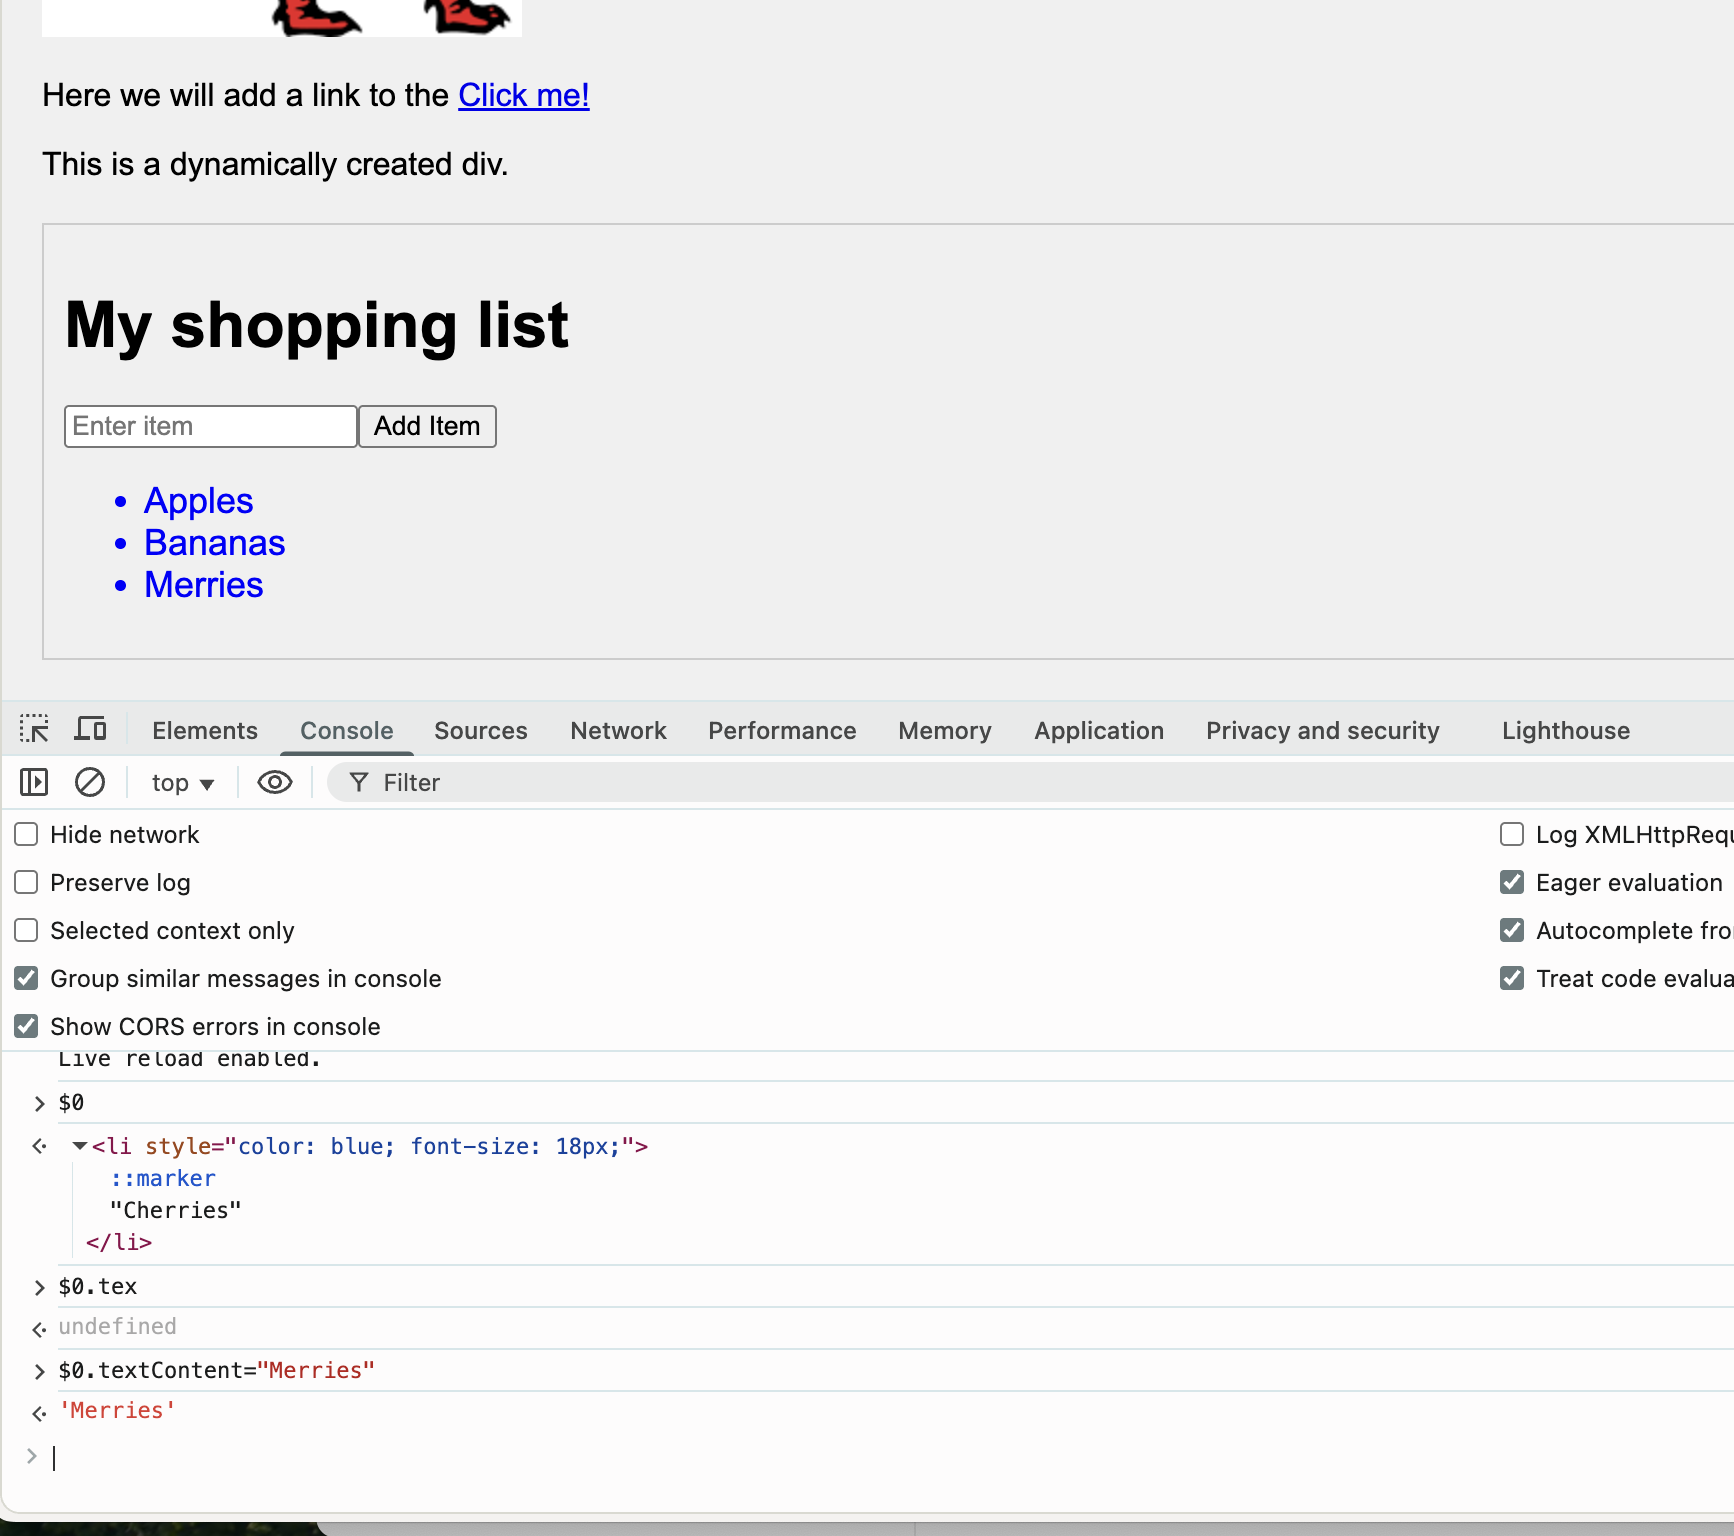 Here we will add a link to the Click me!
This is a dynamically created div.
My shopping list
Enter item Add Item
Apples
Bananas
Merries
Elements Console Sources Network Performance Memory Application Privacy and security Lighthouse
top Filter
Hide network Log XMLHttpRequ
Preserve log Eager evaluation
Selected context only Autocomplete fro
Group similar messages in console Treat code evalua
Show CORS errors in console
Live reload enabled.
$0
<li style="color: blue; font-size: 18px;">
::marker
"Cherries"
</li>
$0.tex
undefined
$0.textContent="Merries"
'Merries'